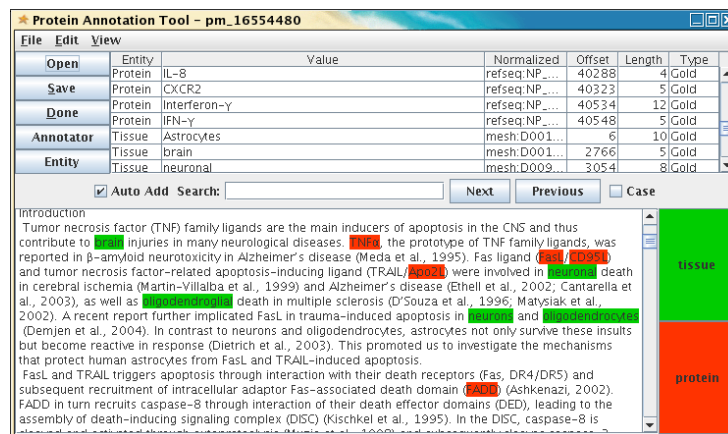 Protein Annotation Tool - pm_16554480
File Edit View
Open
Save
Done
Annotator
Entity
Entity Value Normalized Offset Length Type
Protein IL-8 refseq:NP_... 40288 4 Gold
Protein CXCR2 refseq:NP_... 40323 5 Gold
Protein Interferon-γ refseq:NP_... 40534 12 Gold
Protein IFN-γ refseq:NP_... 40548 5 Gold
Tissue Astrocytes mesh:D001... 6 10 Gold
Tissue brain mesh:D001... 2766 5 Gold
Tissue neuronal mesh:D009... 3054 8 Gold
Auto Add Search: Next Previous Case
Introduction
Tumor necrosis factor (TNF) family ligands are the main inducers of apoptosis in the CNS and thus
contribute to brain injuries in many neurological diseases. TNFα, the prototype of TNF family ligands, was
reported in β-amyloid neurotoxicity in Alzheimer's disease (Meda et al., 1995). Fas ligand (FasL/CD95L)
and tumor necrosis factor-related apoptosis-inducing ligand (TRAIL/Apo2L) were involved in neuronal death
in cerebral ischemia (Martin-Villalba et al., 1999) and Alzheimer's disease (Ethell et al., 2002; Cantarella et
al., 2003), as well as oligodendroglial death in multiple sclerosis (D'Souza et al., 1996; Matysiak et al.,
2002). A recent report further implicated FasL in trauma-induced apoptosis in neurons and oligodendrocytes
(Demjen et al., 2004). In contrast to neurons and oligodendrocytes, astrocytes not only survive these insults
but become reactive in response (Dietrich et al., 2003). This promoted us to investigate the mechanisms
that protect human astrocytes from FasL and TRAIL-induced apoptosis.
FasL and TRAIL triggers apoptosis through interaction with their death receptors (Fas, DR4/DR5) and
subsequent recruitment of intracellular adaptor Fas-associated death domain (FADD) (Ashkenazi, 2002).
FADD in turn recruits caspase-8 through interaction of their death effector domains (DED), leading to the
assembly of death-inducing signaling complex (DISC) (Kischkel et al., 1995). In the DISC, caspase-8 is
tissue
protein